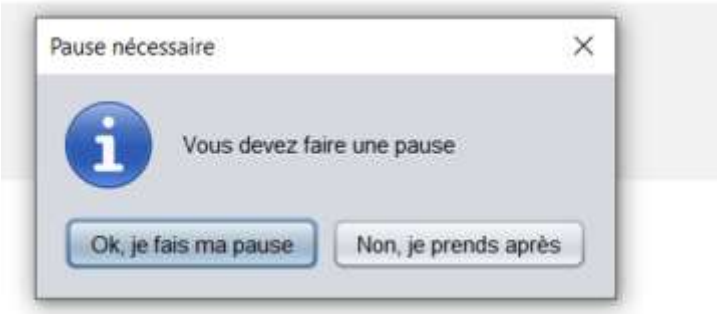 Pause nécessaire
Vous devez faire une pause
Ok, je fais ma pause
Non, je prends après